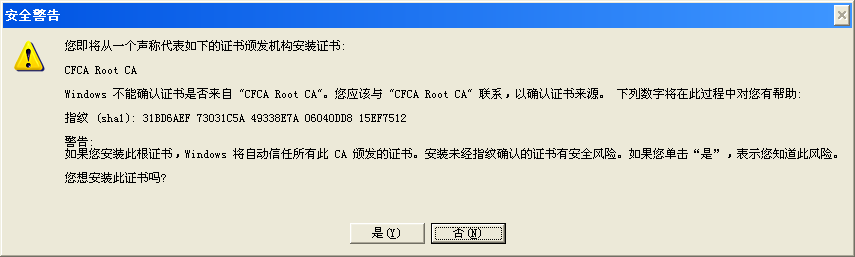 安全警告
您即将从一个声称代表如下的证书颁发机构安装证书:
CFCA Root CA
Windows 不能确认证书是否来自 "CFCA Root CA"。您应该与 "CFCA Root CA" 联系，以确认证书来源。 下列数字将在此过程中对您有帮助:
指纹 (sha1): 31BD6AEF 73031C5A 49338E7A 06040DD8 15EF7512
警告:
如果您安装此根证书，Windows 将自动信任所有此 CA 颁发的证书。安装未经指纹确认的证书有安全风险。如果您单击“是”，表示您知道此风险。
您想安装此证书吗?
是(Y) 否(N)